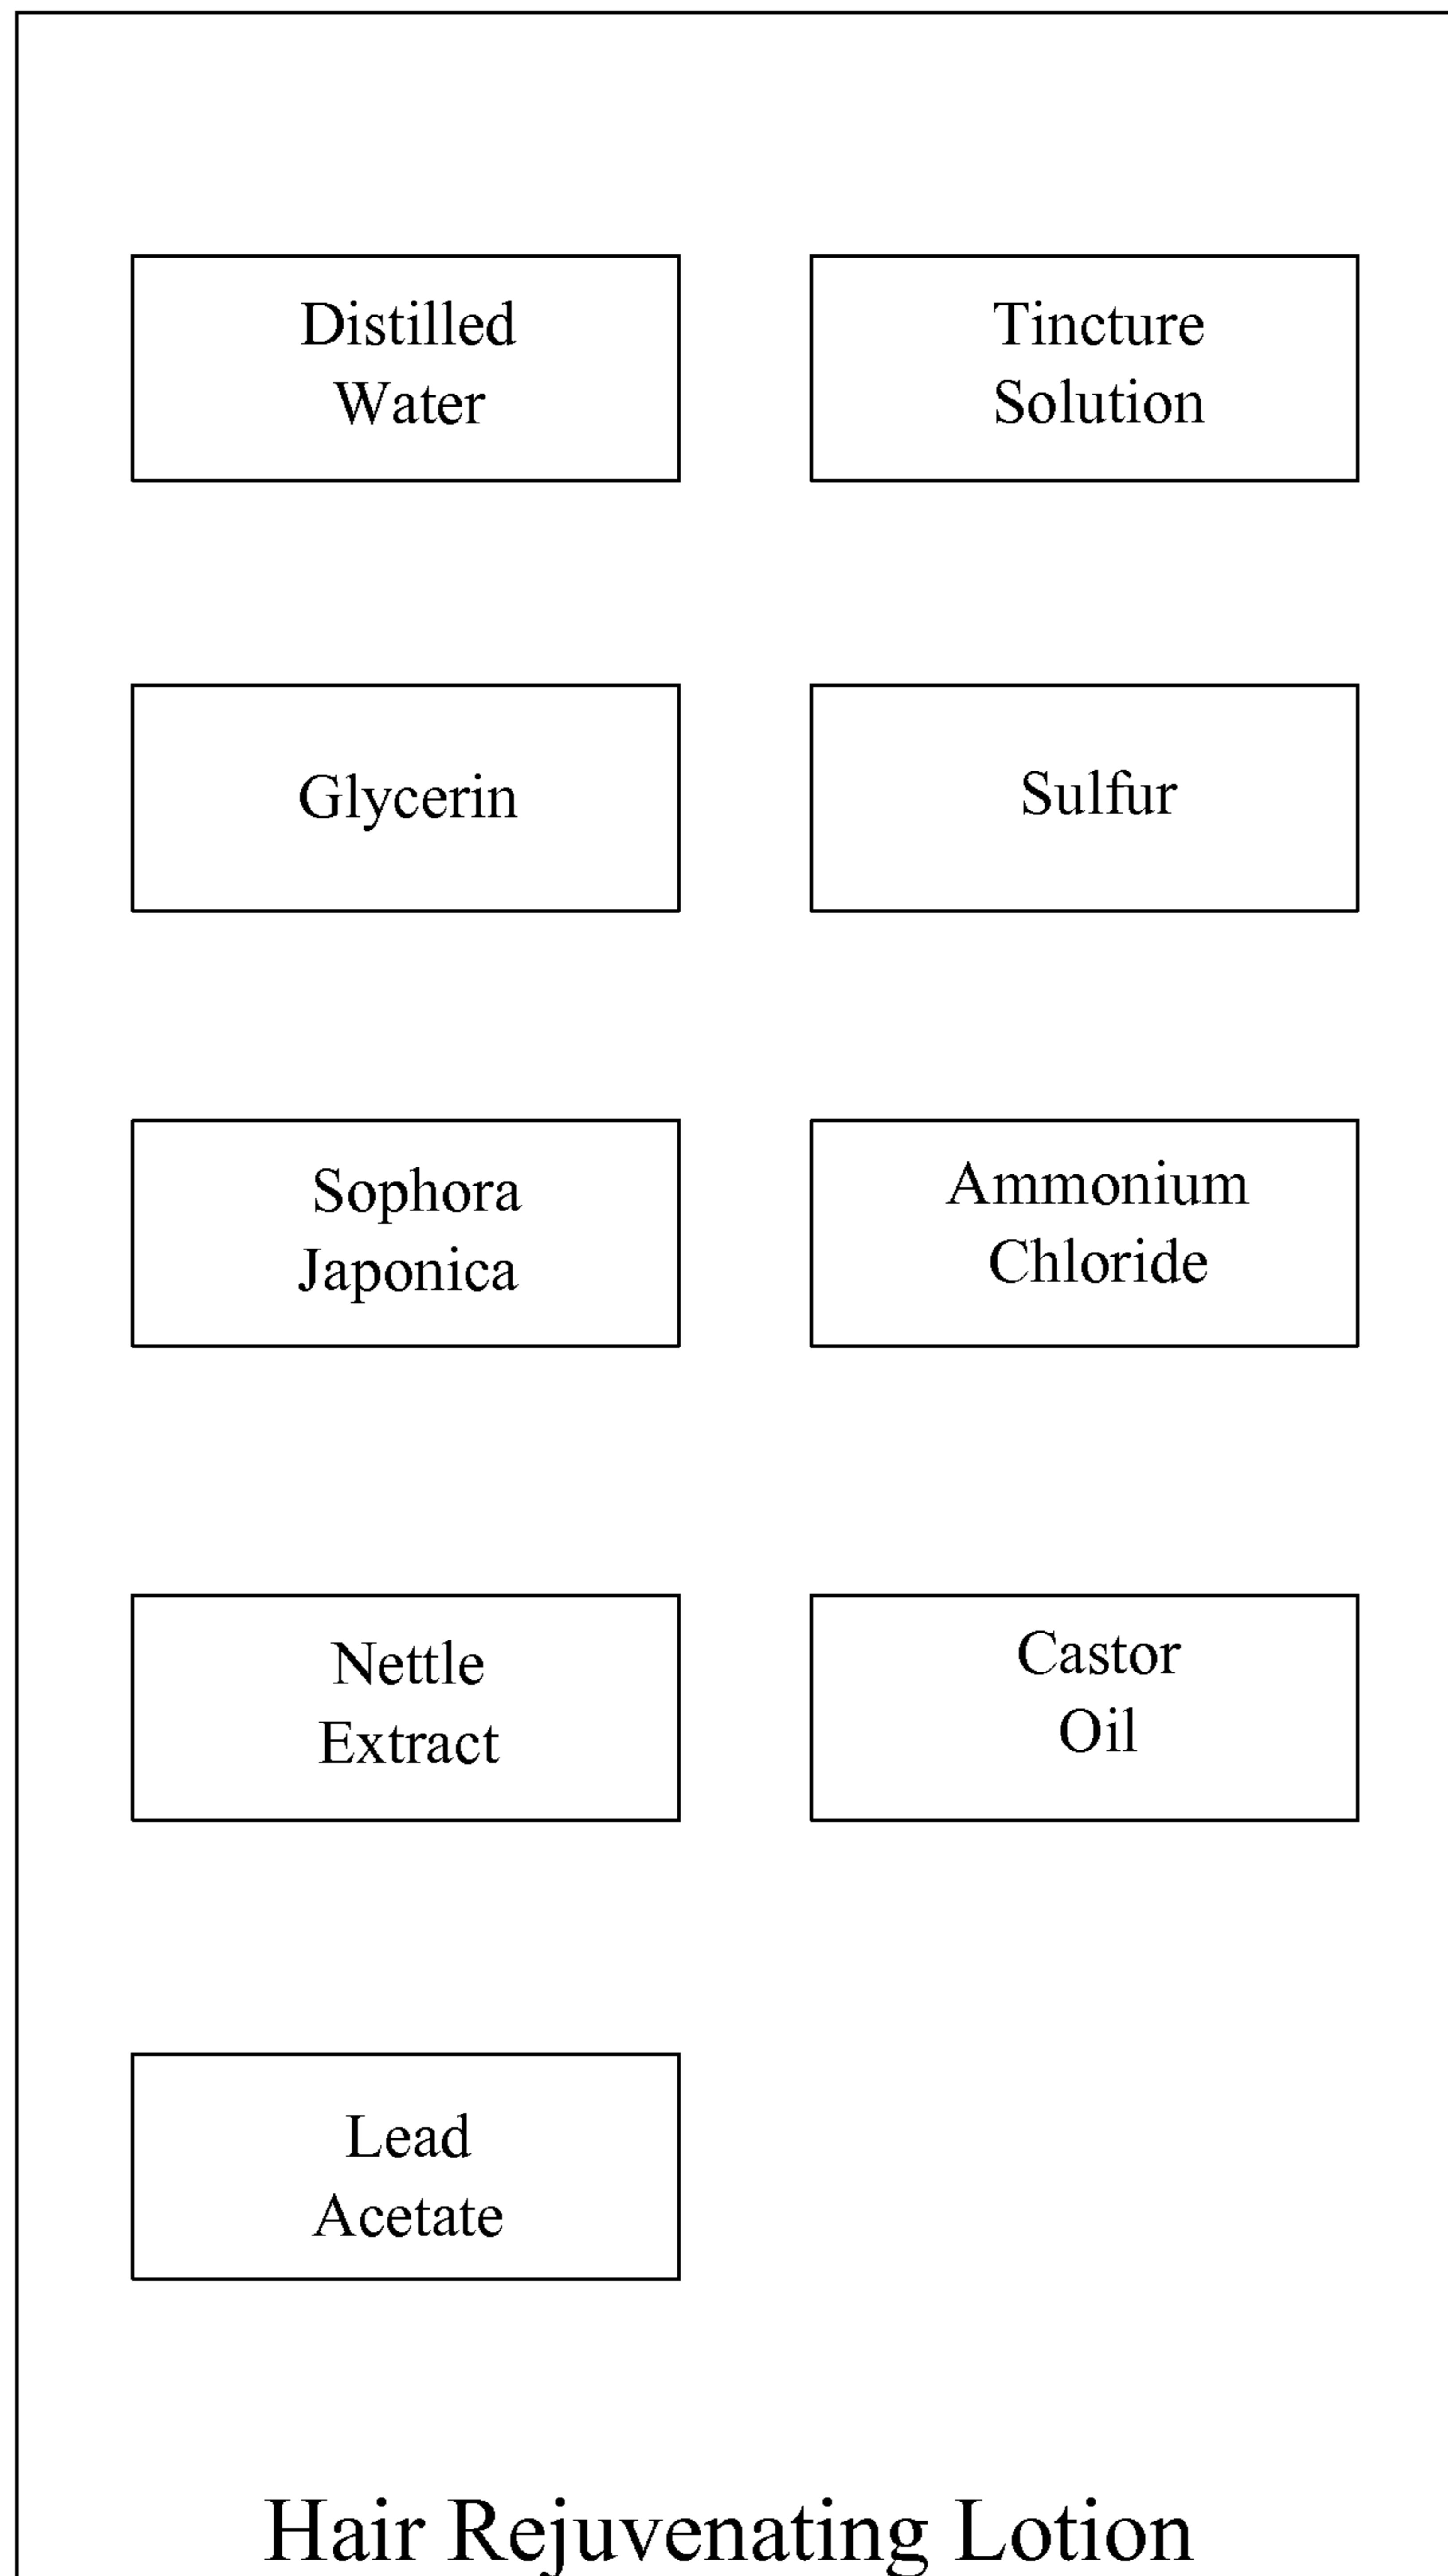 Distilled
Water
Tincture
Solution
Glycerin
Sulfur
Sophora
Japonica
Ammonium
Chloride
Nettle
Extract
Castor
Oil
Lead
Acetate
Hair Rejuvenating Lotion